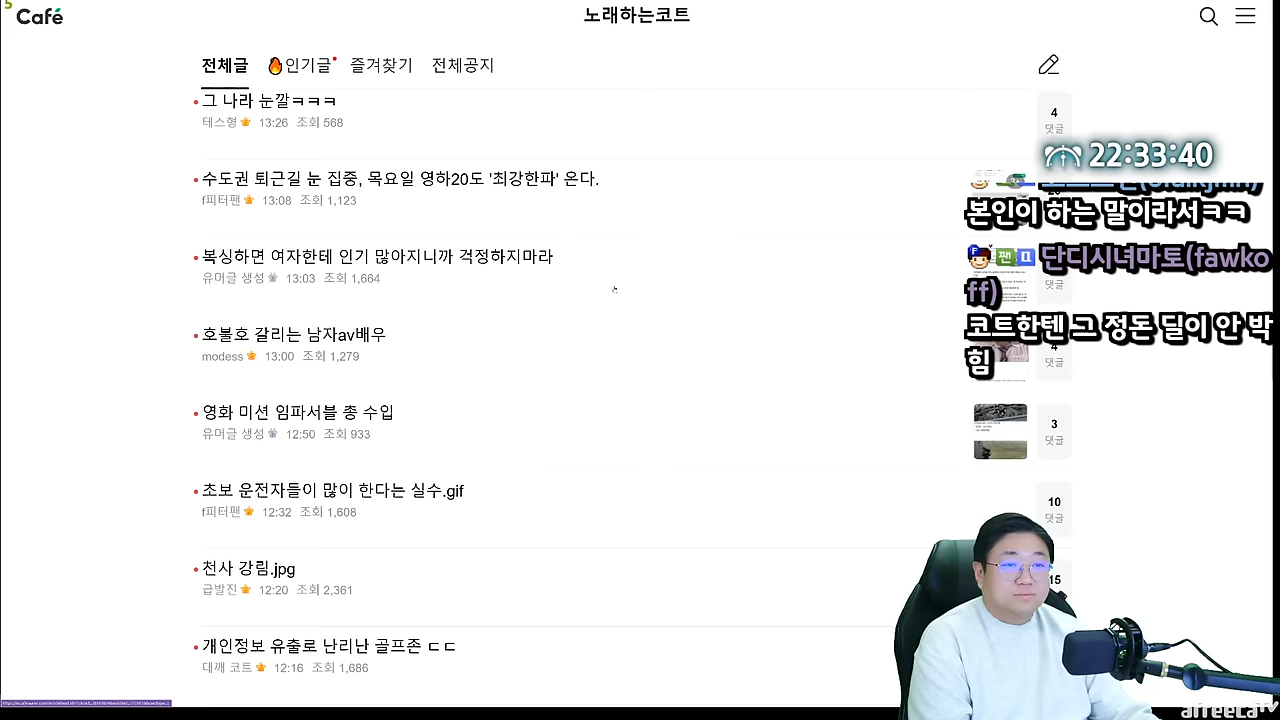 5
Café
노래하는코트
전체글
🔥인기글
즐겨찾기
전체공지
그 나라 눈깔ㅋㅋㅋ
테스형 13:26 조회 568
4
댓글
22:33:40
수도권 퇴근길 눈 집중, 목요일 영하20도 '최강한파' 온다.
f피터팬 13:08 조회 1,125
본인이 하는 말이라서ㅋㅋ
복싱하면 여자한테 인기 많아지니까 걱정하지마라
유머글 생성 조회 1,664
댓글
팬
단디시녀마토(fawko
ff)
코트한텐 그 정돈 딜이 안 박
힘
호불호 갈리는 남자av배우
modess 13:00 조회 1,279
4
댓글
영화 미션 임파서블 총 수입
유머글 생성 2:50 조회 933
3
댓글
초보 운전자들이 많이 한다는 실수.gif
f피터팬 12:32 조회 1,608
10
댓글
천사 강림.jpg
급발진 12:20 조회 2,361
15
개인정보 유출로 난리난 골프존 ㄷㄷ
대깨 코트 12:16 조회 1,686
afreecaTV